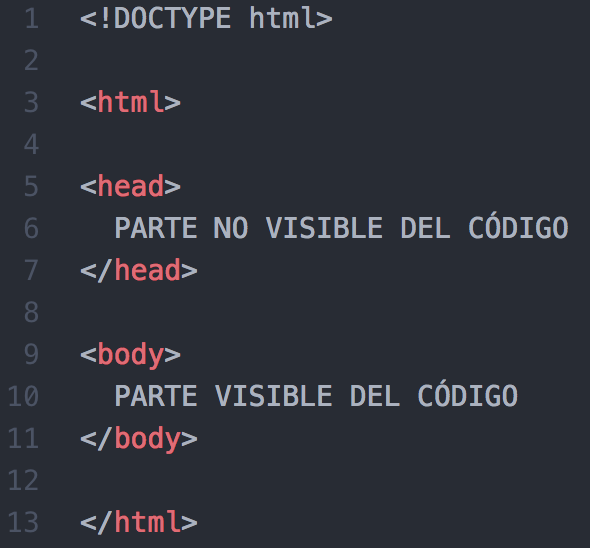 1 <!DOCTYPE html>
2
3 <html>
4
5 <head>
6 PARTE NO VISIBLE DEL CÓDIGO
7 </head>
8
9 <body>
10 PARTE VISIBLE DEL CÓDIGO
11 </body>
12
13 </html>